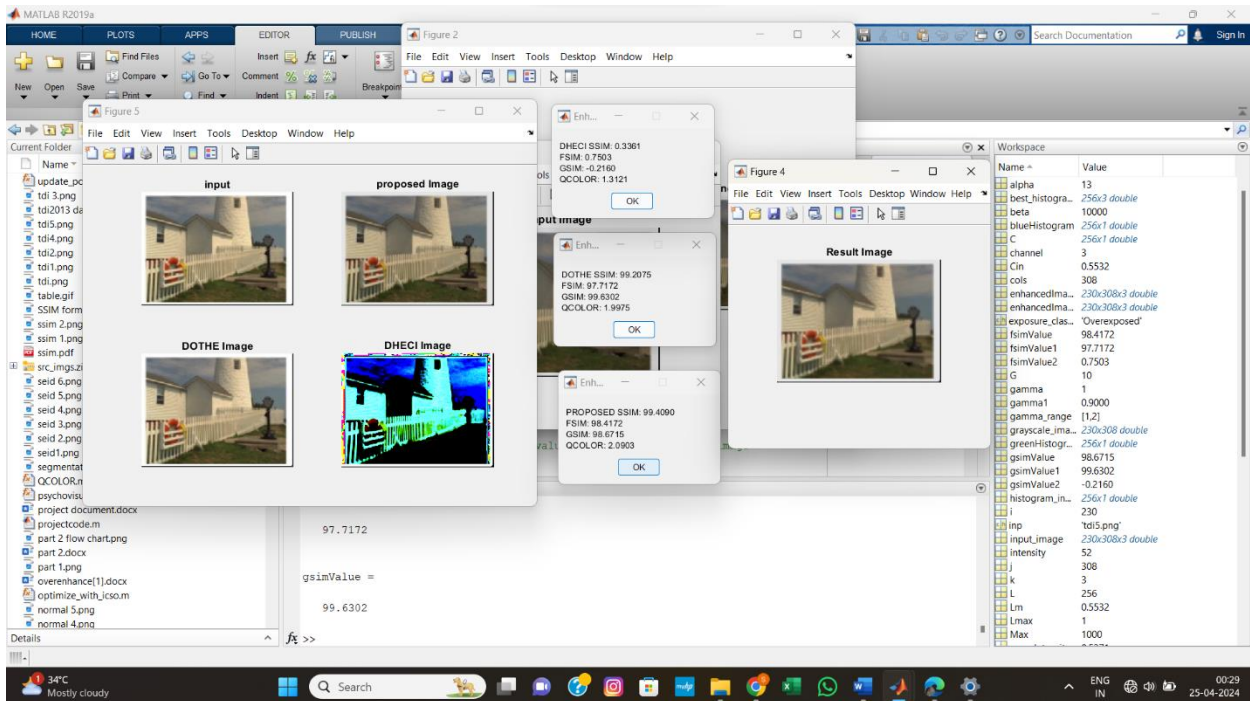 MATLAB R2019a
HOME PLOTS APPS EDITOR PUBLISH
Search Documentation
Sign In
New Open Save
Find Files
Compare
Print
Go To
Find
Insert
Comment
Indent
Figure 2
File Edit View Insert Tools Desktop Window Help
Figure 5
File Edit View Insert Tools Desktop Window Help
input
proposed Image
DOTHE Image
DHECI Image
Enh...
DHECI SSIM: 0.3361
FSIM: 0.7503
GSIM: -0.2160
QCOLOR: 1.3121
OK
Enh...
DOTHE SSIM: 99.2075
FSIM: 97.7172
GSIM: 99.6302
QCOLOR: 1.9975
OK
Enh...
PROPOSED SSIM: 99.4090
FSIM: 98.4172
GSIM: 98.6715
QCOLOR: 2.0903
OK
Figure 4
File Edit View Insert Tools Desktop Window Help
Result Image
Current Folder
Name
tdi 3.png
tdi5.png
tdi4.png
tdi2.png
tdi1.png
tdi.png
table.gif
SSIM form
ssim 2.png
ssim 1.png
ssim.pdf
src_imgs.zi
seid 6.png
seid 5.png
seid 4.png
seid 3.png
seid 2.png
seid1.png
segmentat
QCOLOR.m
psychovisu
project document.docx
projectcode.m
part 2 flow chart.png
part 2.docx
part 1.png
overenhance[1].docx
optimize_with_icso.m
normal 5.png
normal 4.png
Details
97.7172
gsimValue =
99.6302
fx >>
Workspace
Name Value
alpha 13
best_histogra... 256x3 double
beta 10000
blueHistogram 256x1 double
C 256x1 double
channel 3
Cin 0.5532
cols 308
enhancedIma... 230x308x3 double
enhancedIma... 230x308x3 double
exposure_clas... 'Overexposed'
fsimValue 98.4172
fsimValue1 97.7172
fsimValue2 0.7503
G 10
gamma 1
gamma1 0.9000
gamma_range [1,2]
grayscale_ima... 230x308 double
greenHistogr... 256x1 double
gsimValue 98.6715
gsimValue1 99.6302
gsimValue2 -0.2160
histogram_in... 256x1 double
i 230
inp 'tdi5.png'
input_image 230x308x3 double
intensity 52
j 308
k 3
L 256
Lm 0.5532
Lmax 1
Max 1000
34°C
Mostly cloudy
Search
ENG
IN
00:29
25-04-2024